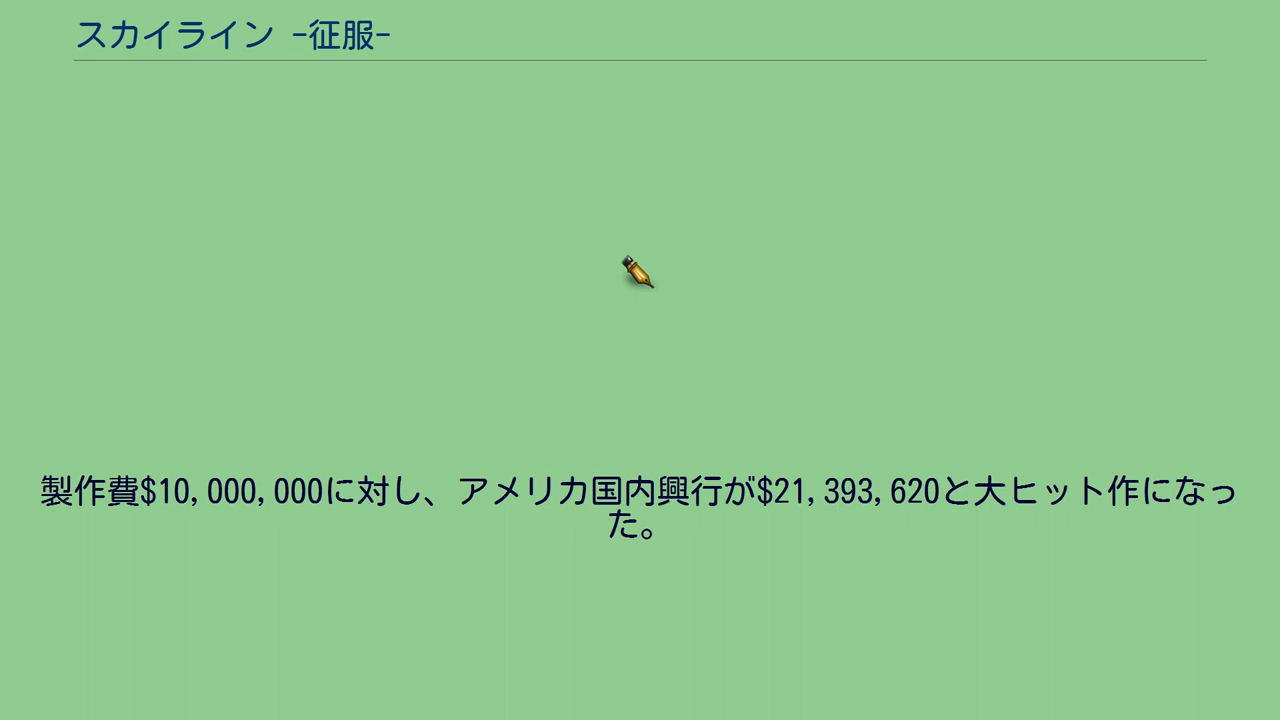 スカイライン -征服-
製作費$10,000,000に対し、アメリカ国内興行が$21,393,620と大ヒット作になっ
た。